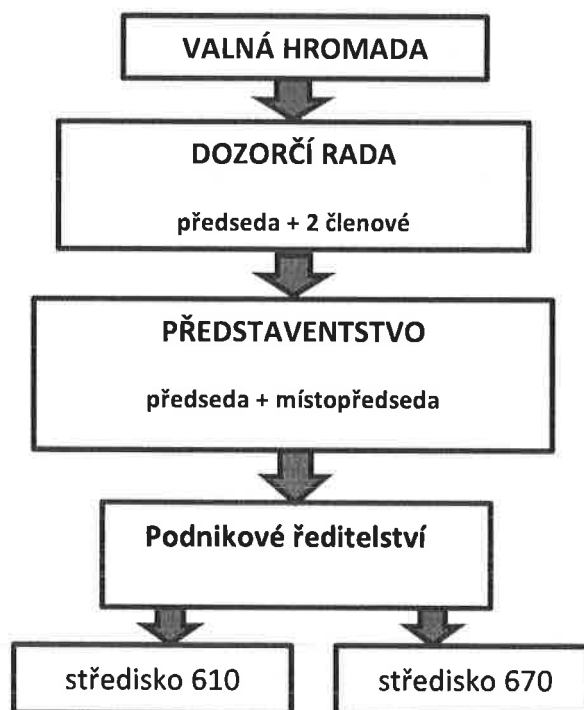 VALNÁ HROMADA
DOZORČÍ RADA
předseda + 2 členové
PŘEDSTAVENTSTVO
předseda + místopředseda
Podnikové ředitelství
středisko 610
středisko 670